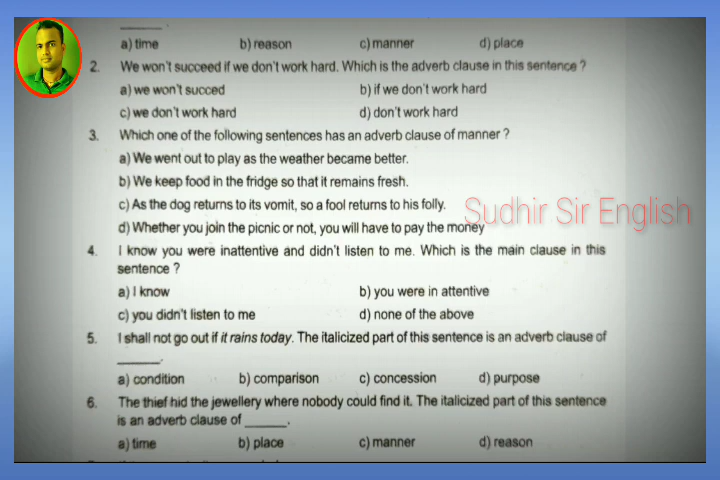 a) time b) reason c) manner d) place
2. We won't succeed if we don't work hard. Which is the adverb clause in this sentence ?
a) we won't succed b) if we don't work hard
c) we don't work hard d) don't work hard
3. Which one of the following sentences has an adverb clause of manner ?
a) We went out to play as the weather became better.
b) We keep food in the fridge so that it remains fresh.
c) As the dog returns to its vomit, so a fool returns to his folly.
Sudhir Sir English
d) Whether you join the picnic or not, you will have to pay the money
4. I know you were inattentive and didn't listen to me. Which is the main clause in this
sentence ?
a) I know b) you were in attentive
c) you didn't listen to me d) none of the above
5. I shall not go out if it rains today. The italicized part of this sentence is an adverb clause of
______.
a) condition b) comparison c) concession d) purpose
6. The thief hid the jewellery where nobody could find it. The italicized part of this sentence
is an adverb clause of ______.
a) time b) place c) manner d) reason